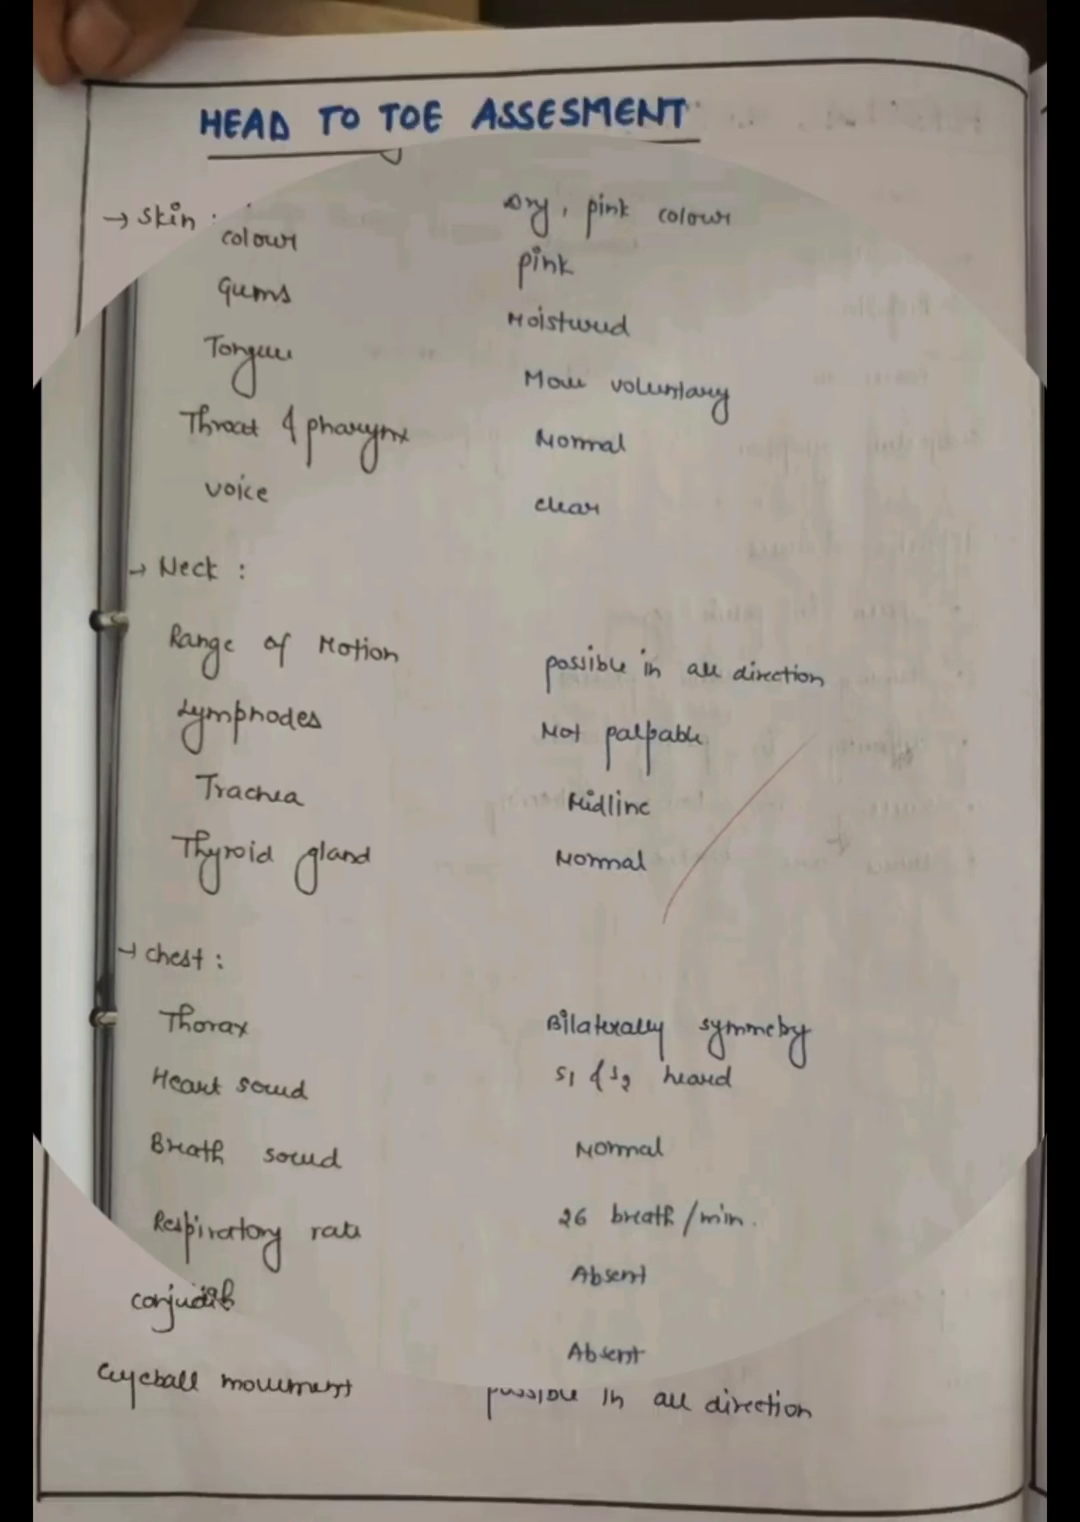 HEAD TO TOE ASSESMENT
→ Skin : Dry, pink colour
colour pink
Gums Moistured
Tongue Move voluntary
Throat & pharynx Normal
voice clear
→ Neck :
Range of Motion possible in all direction
Lymphodes Not palpable
Trachea Midline
Thyroid gland Normal
→ chest :
Thorax Bilaterally symmetry
Heart sound S1 & S2 heard
Breath sound Normal
Respiratory rate 26 breath/min.
Absent
Absent
Eyeball movement possible in all direction